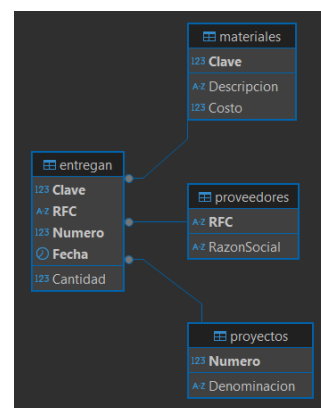 materiales
123 Clave
A-Z Descripcion
123 Costo
entregan
123 Clave
A-Z RFC
123 Numero
Fecha
123 Cantidad
proveedores
A-Z RFC
A-Z RazonSocial
proyectos
123 Numero
A-Z Denominacion